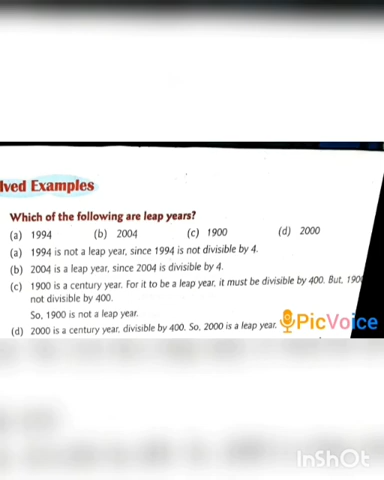 lved Examples
Which of the following are leap years?
(a) 1994 (b) 2004 (c) 1900 (d) 2000
(a) 1994 is not a leap year, since 1994 is not divisible by 4.
(b) 2004 is a leap year, since 2004 is divisible by 4.
(c) 1900 is a century year. For it to be a leap year, it must be divisible by 400. But, 190
not divisible by 400.
So, 1900 is not a leap year.
(d) 2000 is a century year, divisible by 400. So, 2000 is a leap year.
PicVoice
InShOt